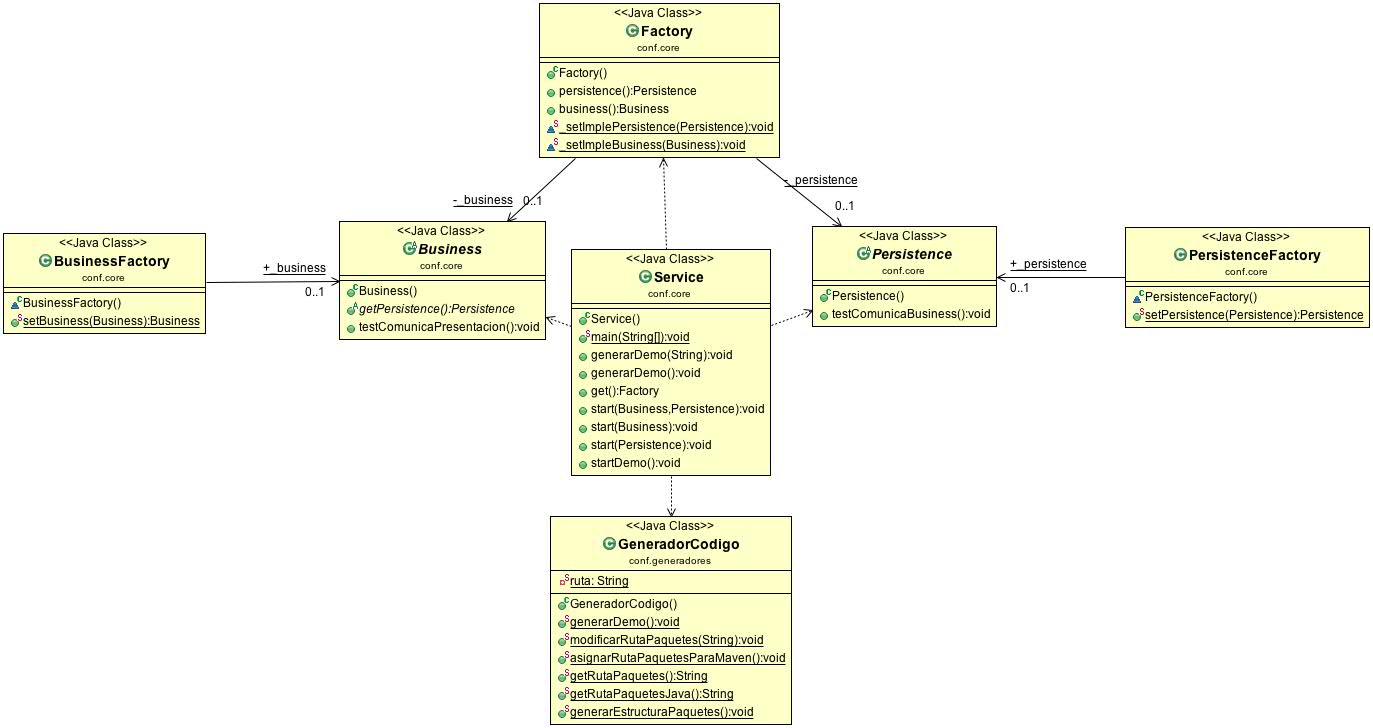 <<Java Class>>
Factory
conf.core
Factory()
persistence():Persistence
business():Business
_setImplePersistence(Persistence):void
_setImpleBusiness(Business):void
-_business
0..1
-_persistence
0..1
<<Java Class>>
BusinessFactory
conf.core
BusinessFactory()
setBusiness(Business):Business
+_business
0..1
<<Java Class>>
Business
conf.core
Business()
getPersistence():Persistence
testComunicaPresentacion():void
<<Java Class>>
Service
conf.core
Service()
main(String[]):void
generarDemo(String):void
generarDemo():void
get():Factory
start(Business,Persistence):void
start(Business):void
start(Persistence):void
startDemo():void
<<Java Class>>
Persistence
conf.core
Persistence()
testComunicaBusiness():void
+_persistence
0..1
<<Java Class>>
PersistenceFactory
conf.core
PersistenceFactory()
setPersistence(Persistence):Persistence
<<Java Class>>
GeneradorCodigo
conf.generadores
ruta: String
GeneradorCodigo()
generarDemo():void
modificarRutaPaquetes(String):void
asignarRutaPaquetesParaMaven():void
getRutaPaquetes():String
getRutaPaquetesJava():String
generarEstructuraPaquetes():void